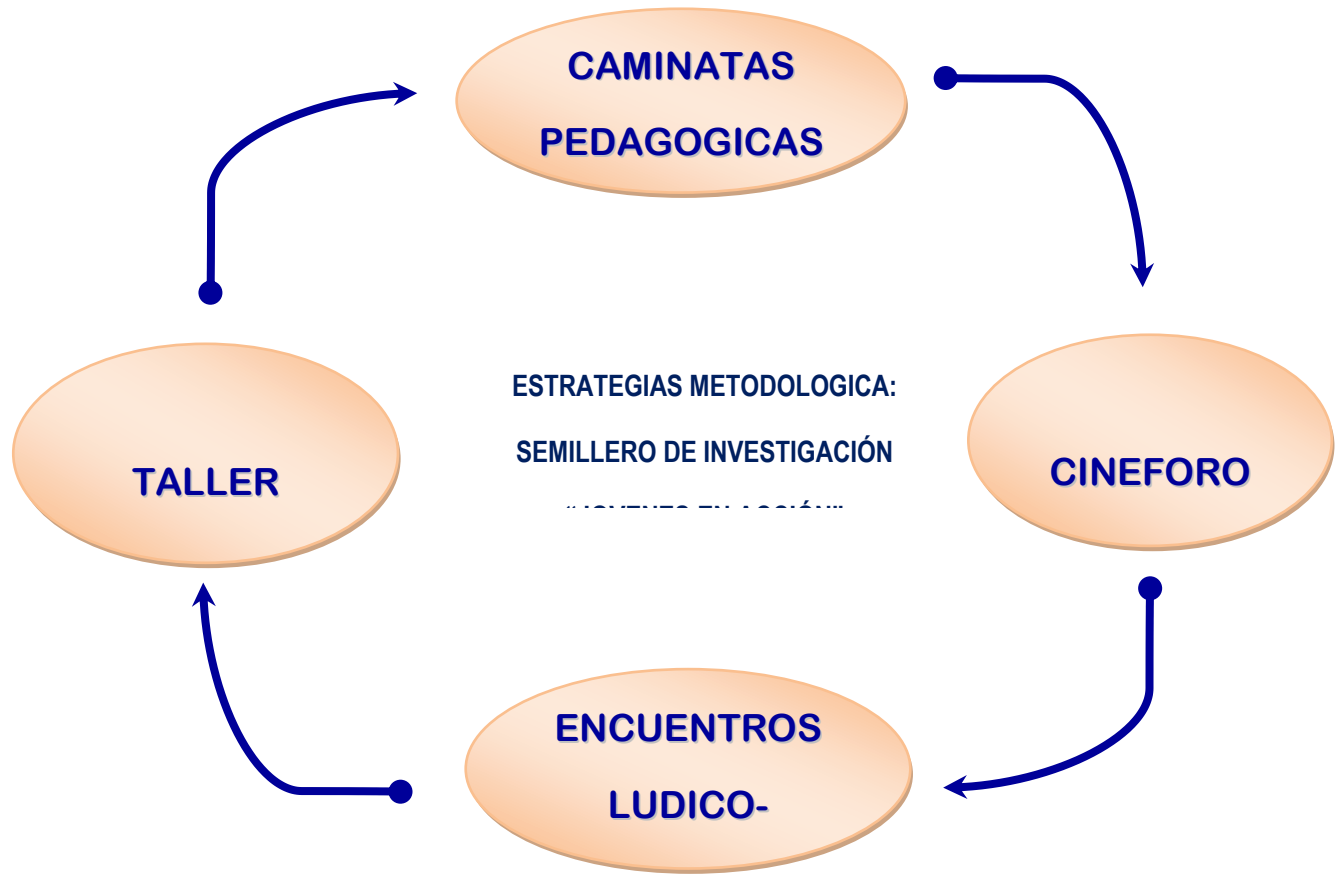 CAMINATAS
PEDAGOGICAS
ESTRATEGIAS METODOLOGICA:
SEMILLERO DE INVESTIGACIÓN
TALLER
CINEFORO
ENCUENTROS
LUDICO-